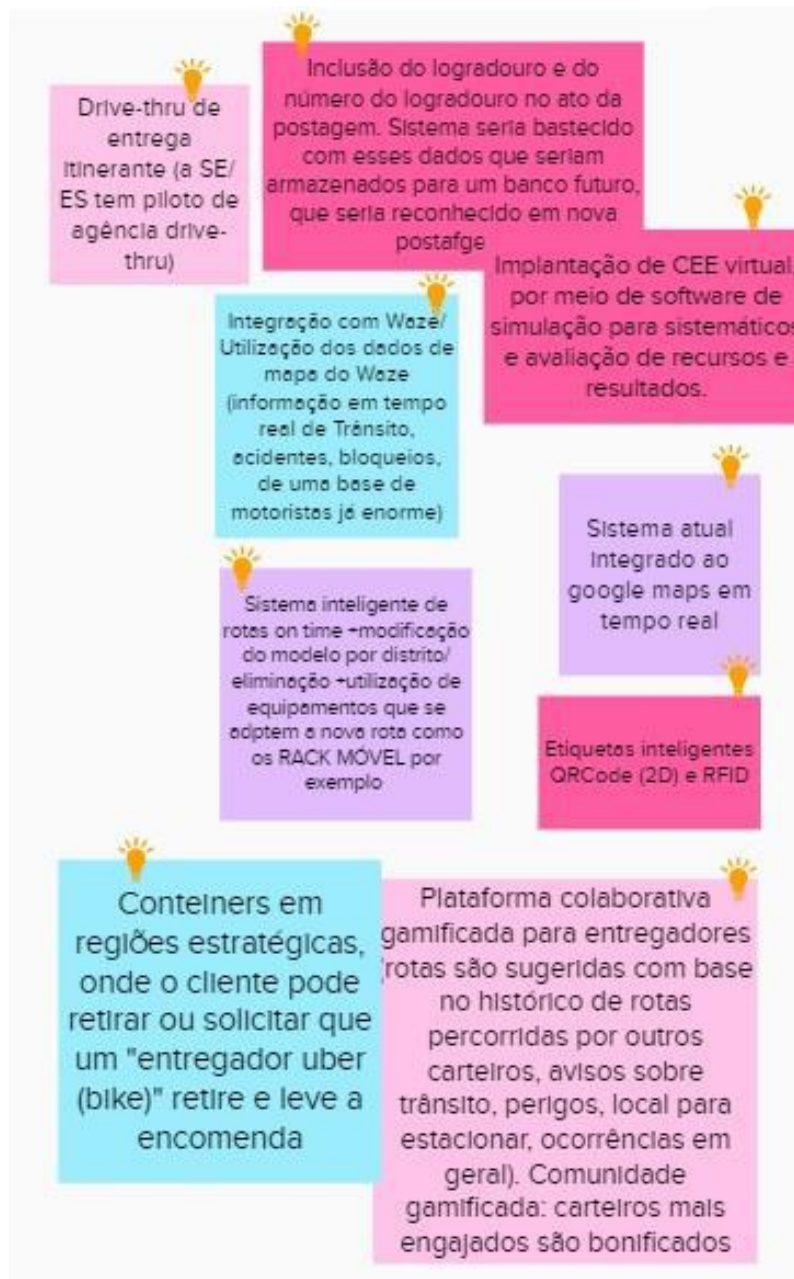 Drive-thru de
entrega
itinerante (a SE/
ES tem piloto de
agência drive-
thru)
Inclusão do logradouro e do
número do logradouro no ato da
postagem. Sistema seria bastecido
com esses dados que seriam
armazenados para um banco futuro,
que seria reconhecido em nova
postafge
Implantação de CEE virtual,
por meio de software de
simulação para sistemáticos
e avaliação de recursos e
resultados.
Integração com Waze/
Utilização dos dados de
mapa do Waze
(informação em tempo
real de Trânsito,
acidentes, bloqueios,
de uma base de
motoristas já enorme)
Sistema atual
integrado ao
google maps em
tempo real
Sistema inteligente de
rotas on time +modificação
do modelo por distrito/
eliminação +utilização de
equipamentos que se
adptem a nova rota como
os RACK MÓVEL por
exemplo
Etiquetas inteligentes
QRCode (2D) e RFID
Conteiners em
regiões estratégicas,
onde o cliente pode
retirar ou solicitar que
um "entregador uber
(bike)" retire e leve a
encomenda
Plataforma colaborativa
gamificada para entregadores
(rotas são sugeridas com base
no histórico de rotas
percorridas por outros
carteiros, avisos sobre
trânsito, perigos, local para
estacionar, ocorrências em
geral). Comunidade
gamificada: carteiros mais
engajados são bonificados